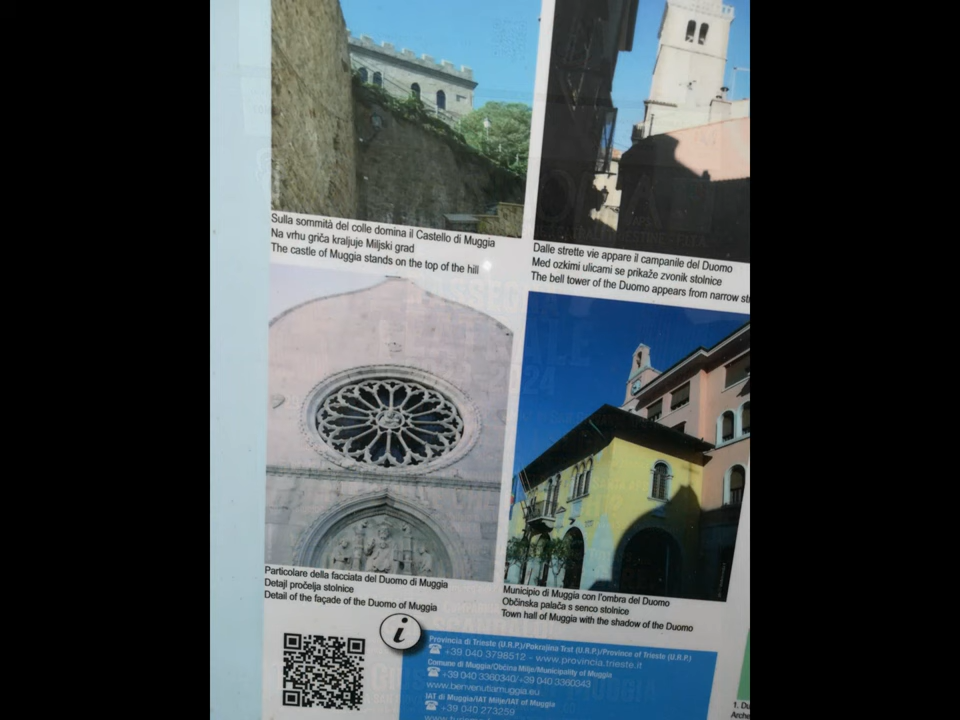 Sulla sommità del colle domina il Castello di Muggia
Na vrhu griča kraljuje Miljski grad
The castle of Muggia stands on the top of the hill
Dalle strette vie appare il campanile del Duomo
Med ozkimi ulicami se prikaže zvonik stolnice
The bell tower of the Duomo appears from narrow
Particolare della facciata del Duomo di Muggia
Detajl pročelja stolnice
Detail of the façade of the Duomo of Muggia
Municipio di Muggia con l'ombra del Duomo
Občinska palača s senco stolnice
Town hall of Muggia with the shadow of the Duomo
i
Provincia di Trieste (U.R.P.)/Pokrajina Trst (U.R.P.)/Province of Trieste (U.R.P.)
☎ +39 040 3798512 - www.provincia.trieste.it
Comune di Muggia/Občina Milje/Municipality of Muggia
☎ +39 040 3360340/+39 040 3360343
www.benvenutiamuggia.eu
IAT di Muggia/IAT Milje/IAT of Muggia
☎ +39 040 273259
1.